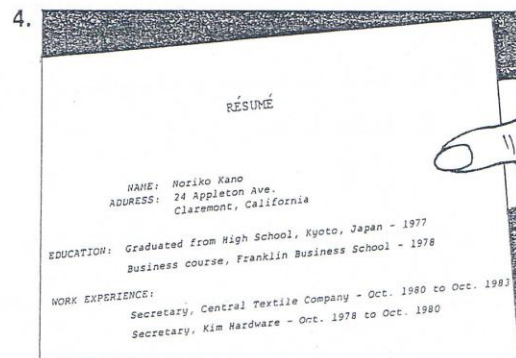 4.
RÉSUMÉ
NAME: Noriko Kano
ADDRESS: 24 Appleton Ave.
Claremont, California
EDUCATION: Graduated from High School, Kyoto, Japan - 1977
Business course, Franklin Business School - 1978
WORK EXPERIENCE:
Secretary, Central Textile Company - Oct. 1980 to Oct. 1983
Secretary, Kim Hardware - Oct. 1978 to Oct. 1980